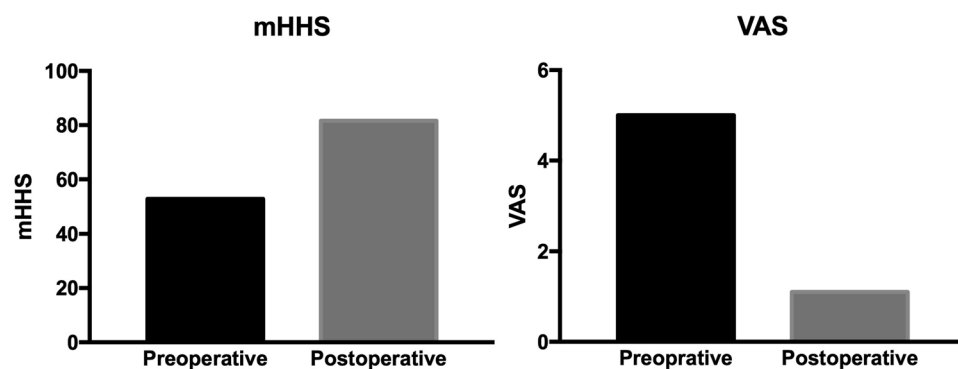 mHHS
100
80
60
40
20
0
mHHS
Preoperative
Postoperative
VAS
6
4
2
0
VAS
Preoprative
Postoperative